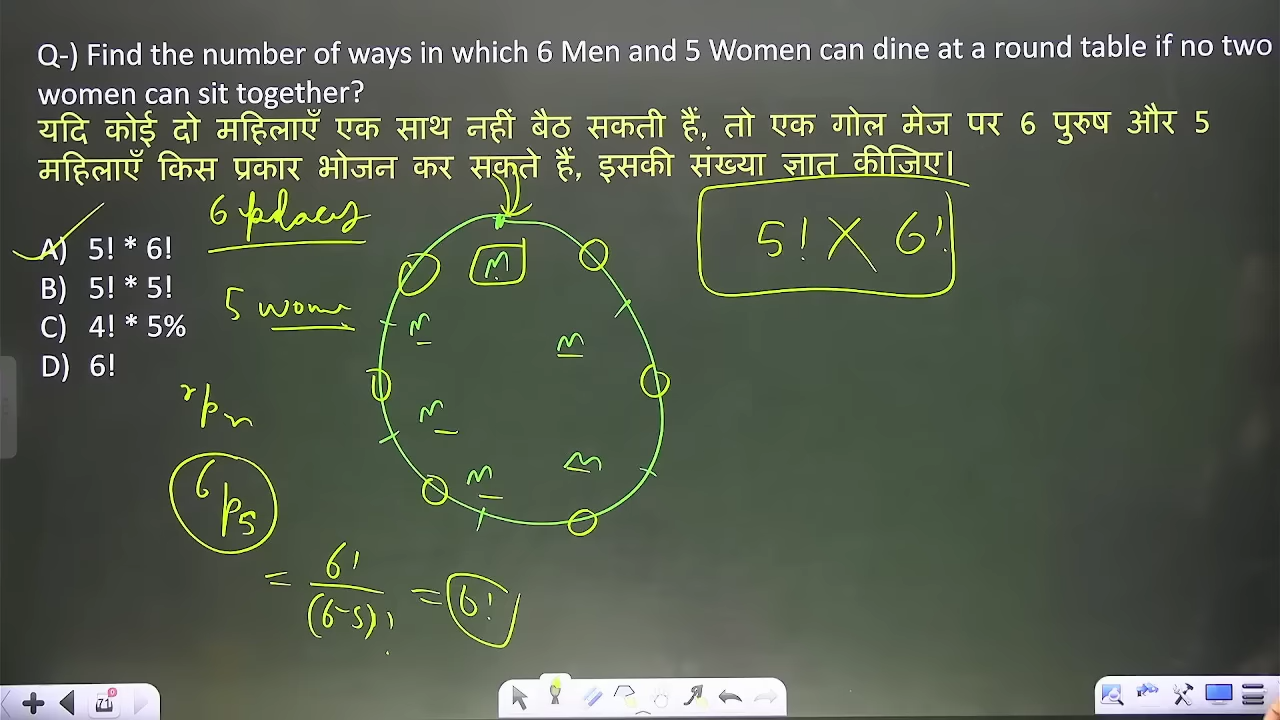 Q-) Find the number of ways in which 6 Men and 5 Women can dine at a round table if no two
women can sit together?
यदि कोई दो महिलाएँ एक साथ नहीं बैठ सकती हैं, तो एक गोल मेज पर 6 पुरुष और 5
महिलाएँ किस प्रकार भोजन कर सकते हैं, इसकी संख्या ज्ञात कीजिए।
6 places
5! X 6!
A) 5! * 6!
B) 5! * 5!
C) 4! * 5%
D) 6!
5 wome
M
M
M
M
M
M
rPn
6P5
= 6!
(6-5)!
= 6!
71